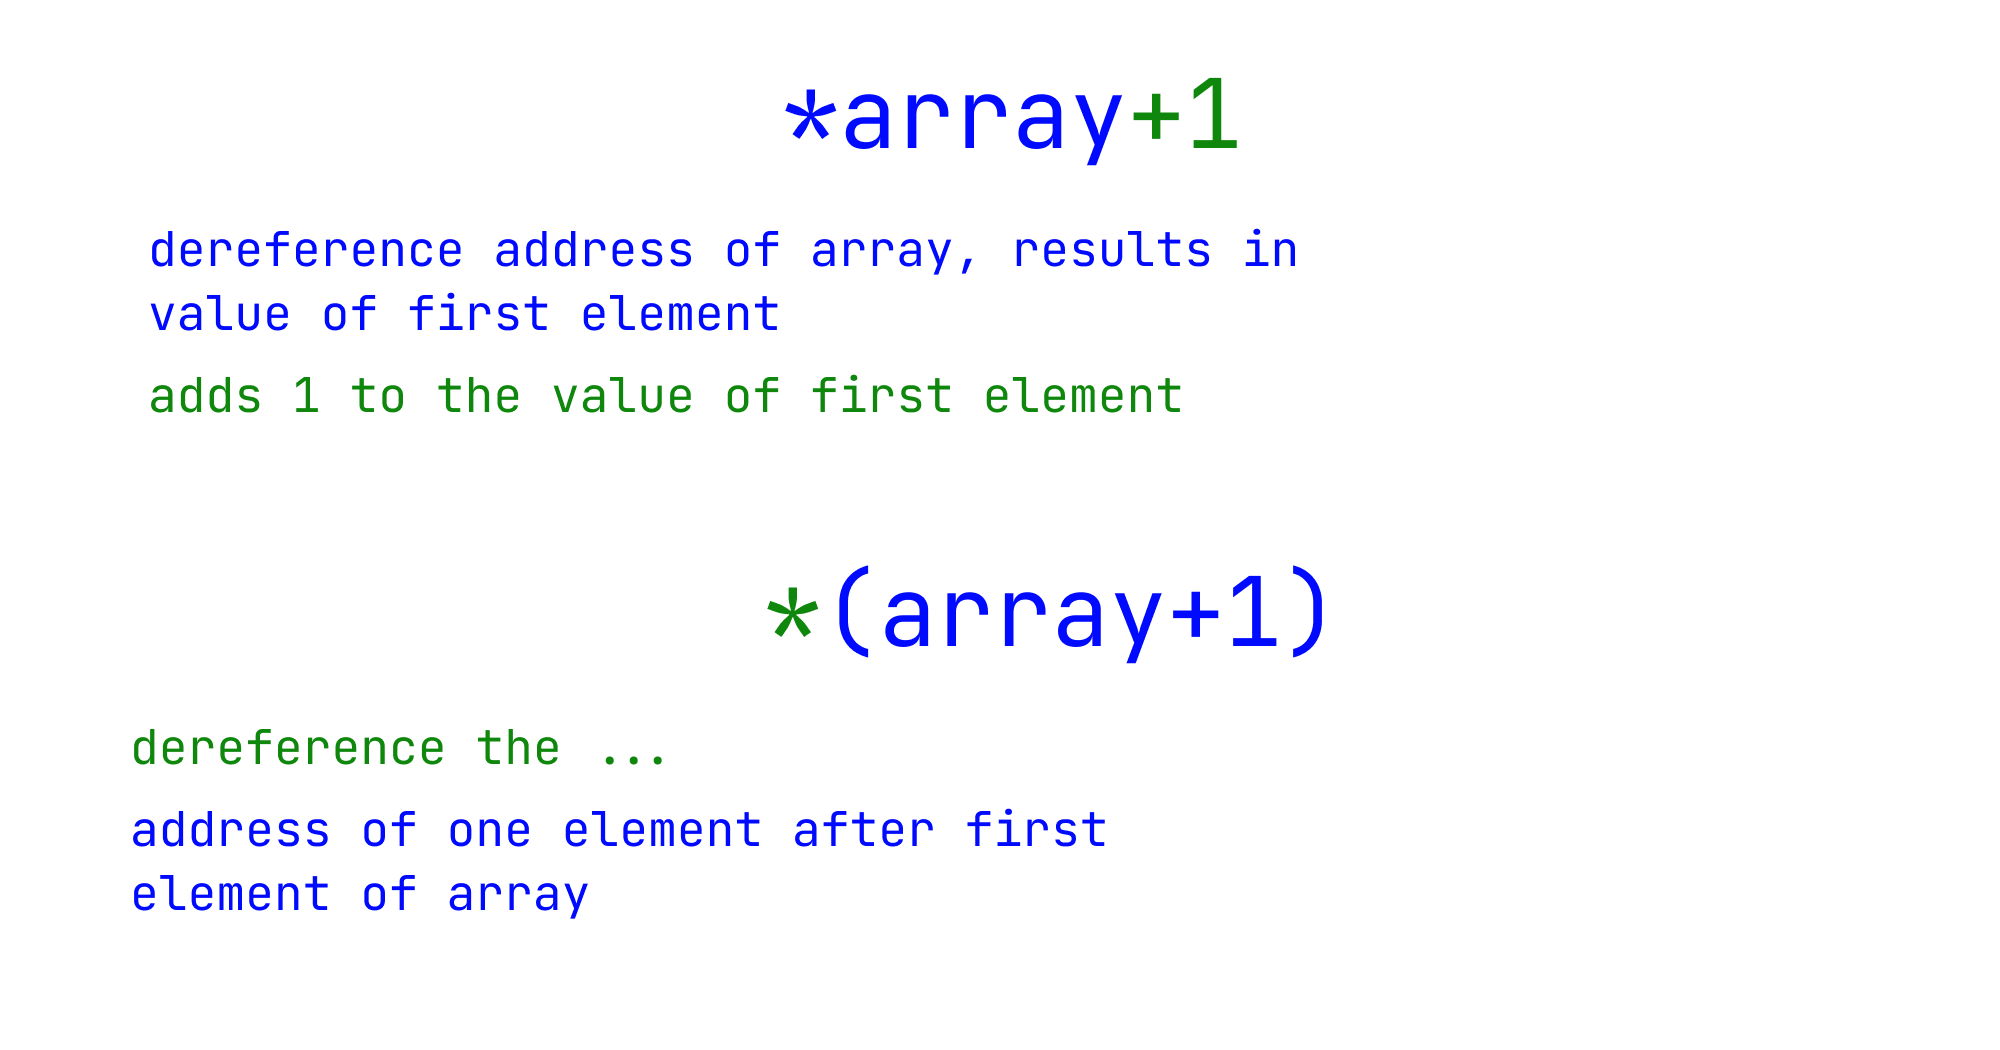 *array+1
dereference address of array, results in
value of first element
adds 1 to the value of first element
*(array+1)
dereference the ...
address of one element after first
element of array